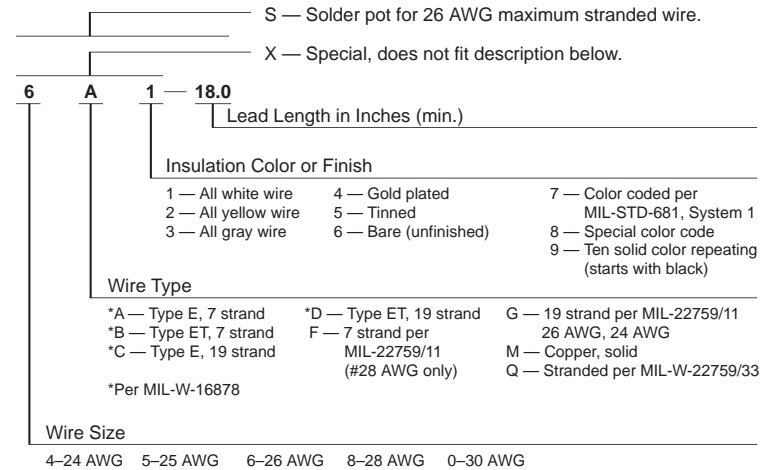 S — Solder pot for 26 AWG maximum stranded wire.
X — Special, does not fit description below.
6 A 1 — 18.0
Lead Length in Inches (min.)
Insulation Color or Finish
1 — All white wire
2 — All yellow wire
3 — All gray wire
4 — Gold plated
5 — Tinned
6 — Bare (unfinished)
7 — Color coded per
MIL-STD-681, System 1
8 — Special color code
9 — Ten solid color repeating
(starts with black)
Wire Type
*A — Type E, 7 strand
*B — Type ET, 7 strand
*C — Type E, 19 strand
*Per MIL-W-16878
*D — Type ET, 19 strand
F — 7 strand per
MIL-22759/11
(#28 AWG only)
G — 19 strand per MIL-22759/11
26 AWG, 24 AWG
M — Copper, solid
Q — Stranded per MIL-W-22759/33
Wire Size
4–24 AWG 5–25 AWG 6–26 AWG 8–28 AWG 0–30 AWG